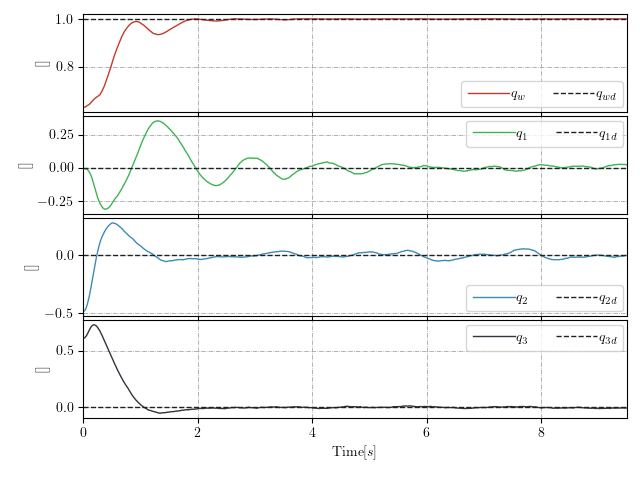 1.0
0.8
[]
q_w q_{wd}
0.25
0.00
−0.25
[]
q_1 q_{1d}
0.0
−0.5
[]
q_2 q_{2d}
0.5
0.0
[]
q_3 q_{3d}
0 2 4 6 8
Time[s]